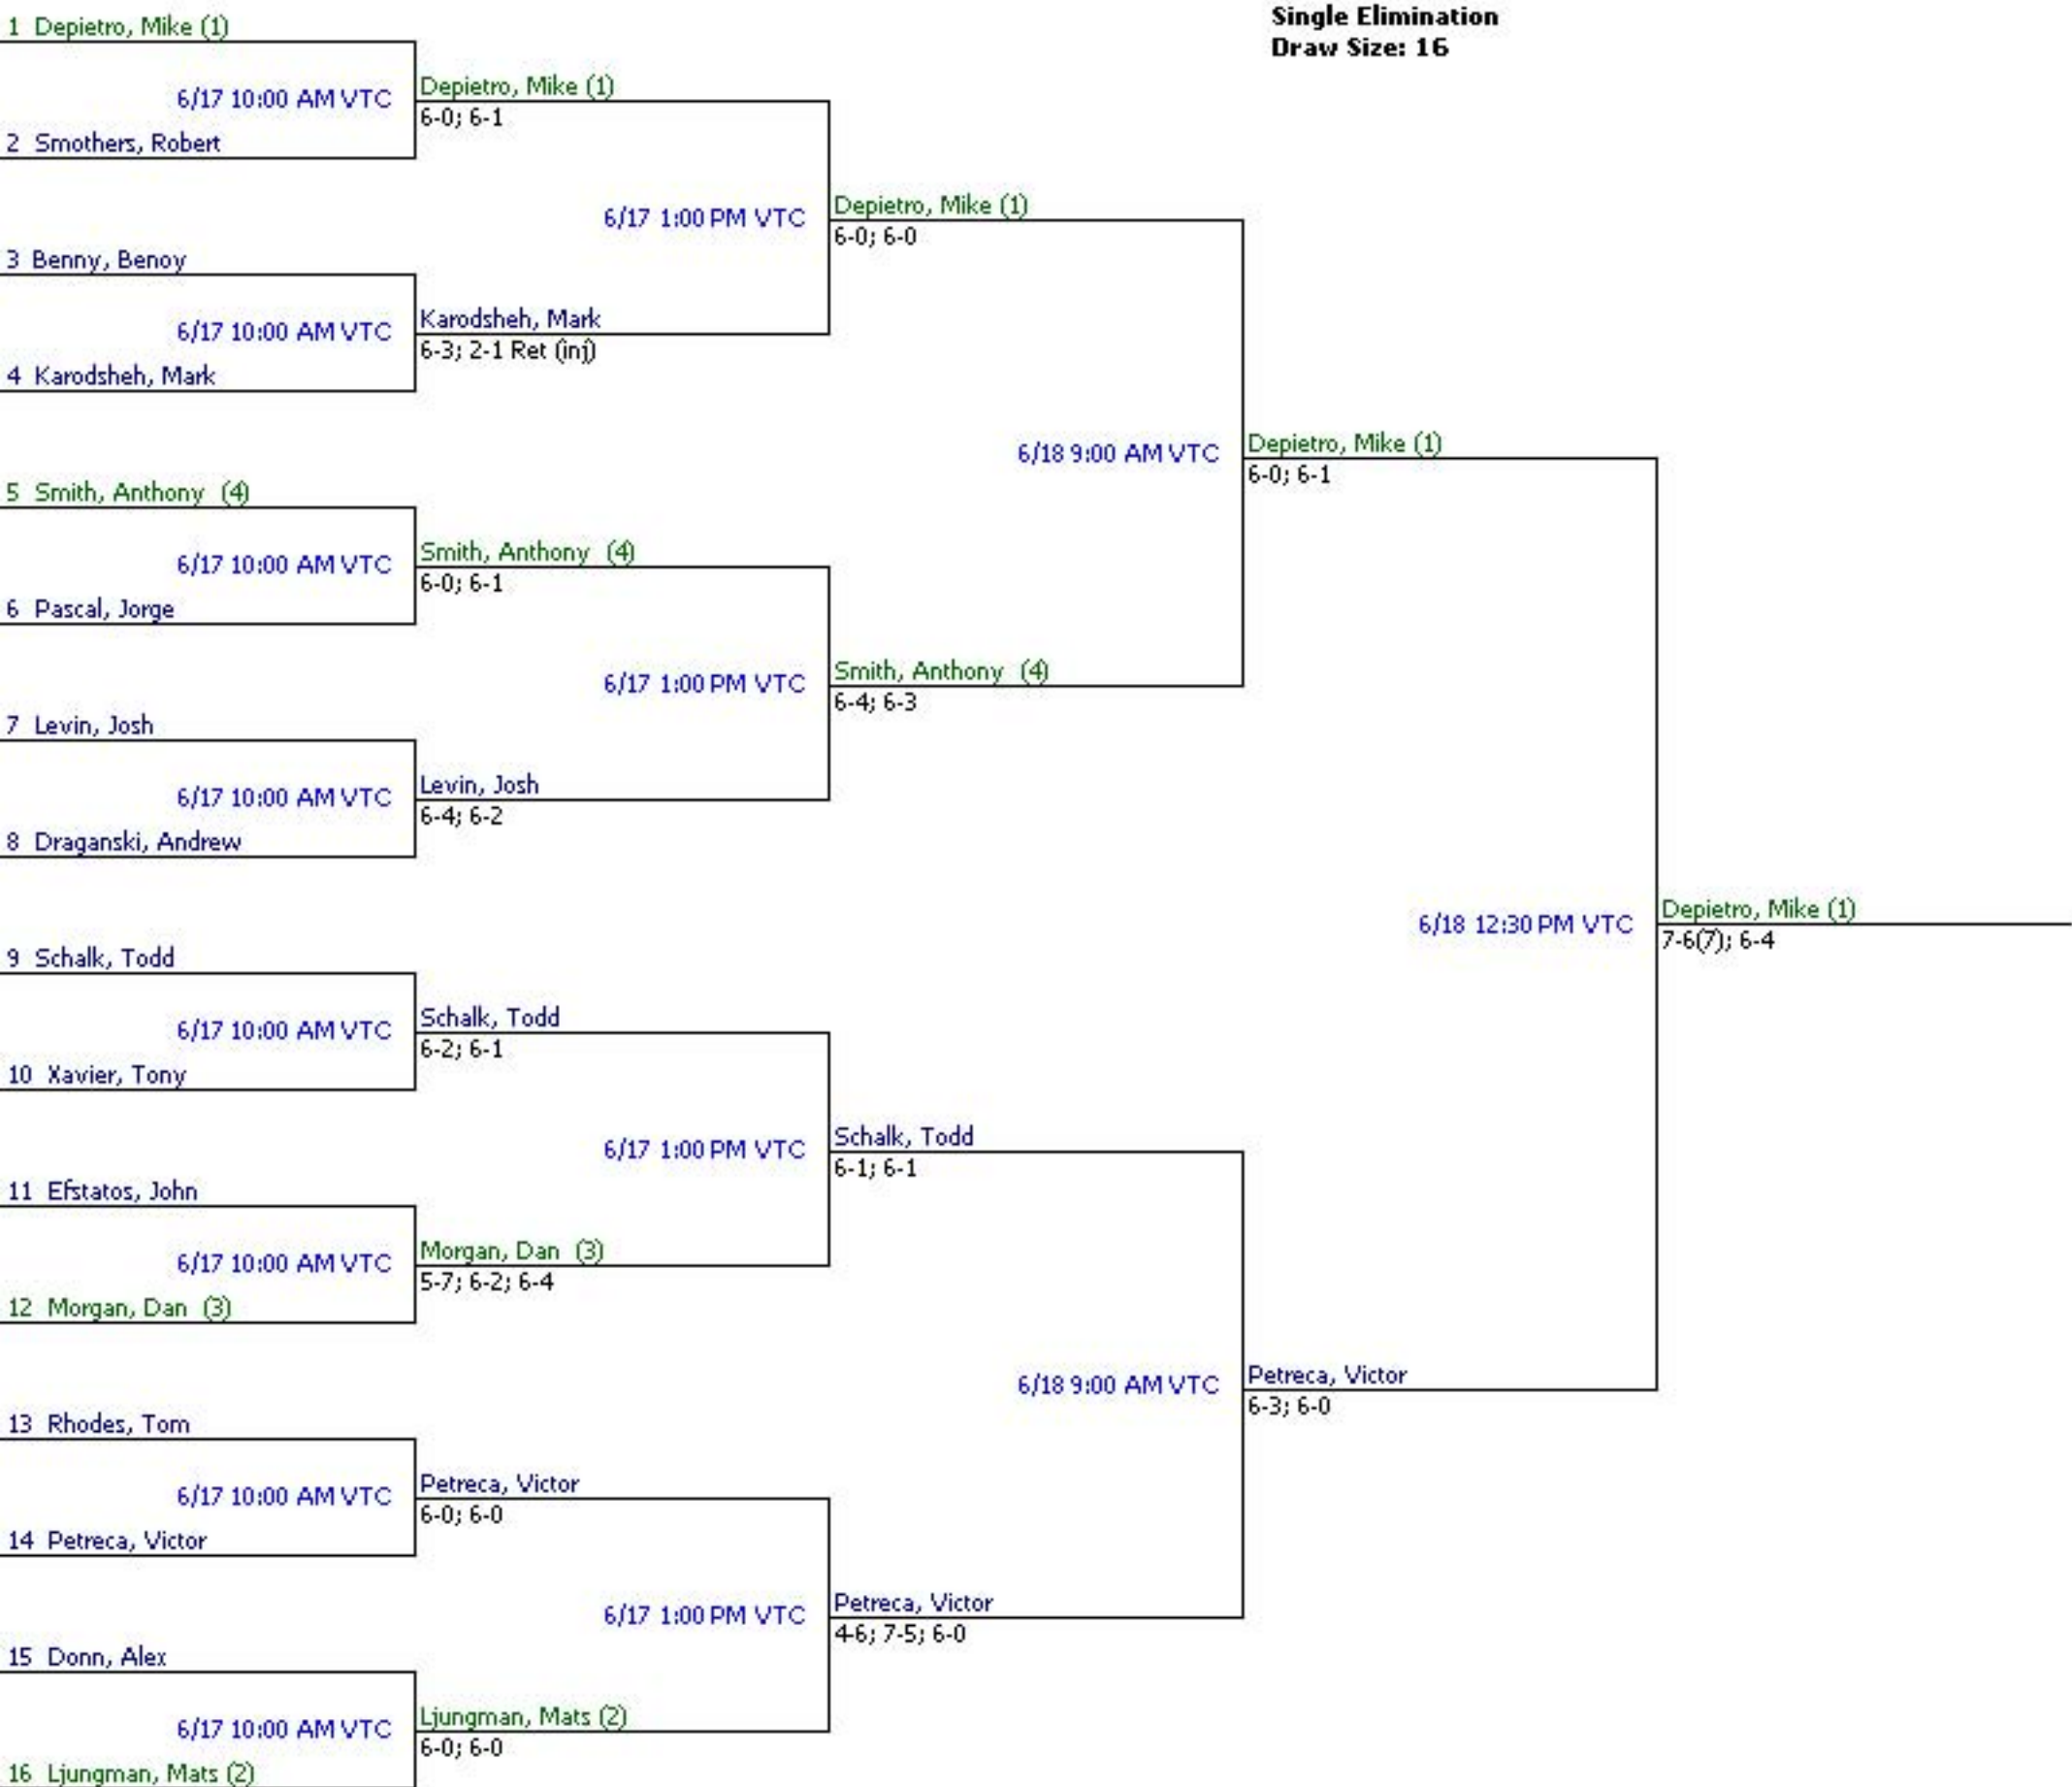 Single Elimination
Draw Size: 16
1 Depietro, Mike (1)
6/17 10:00 AM VTC
2 Smothers, Robert
Depietro, Mike (1)
6-0; 6-1
6/17 1:00 PM VTC
3 Benny, Benoy
6/17 10:00 AM VTC
4 Karodsheh, Mark
Karodsheh, Mark
6-3; 2-1 Ret (inj)
Depietro, Mike (1)
6-0; 6-0
6/18 9:00 AM VTC
5 Smith, Anthony (4)
6/17 10:00 AM VTC
6 Pascal, Jorge
Smith, Anthony (4)
6-0; 6-1
6/17 1:00 PM VTC
7 Levin, Josh
6/17 10:00 AM VTC
8 Draganski, Andrew
Levin, Josh
6-4; 6-2
Smith, Anthony (4)
6-4; 6-3
Depietro, Mike (1)
6-0; 6-1
6/18 12:30 PM VTC
Depietro, Mike (1)
7-6(7); 6-4
9 Schalk, Todd
6/17 10:00 AM VTC
10 Xavier, Tony
Schalk, Todd
6-2; 6-1
6/17 1:00 PM VTC
11 Efstatos, John
6/17 10:00 AM VTC
12 Morgan, Dan (3)
Morgan, Dan (3)
5-7; 6-2; 6-4
Schalk, Todd
6-1; 6-1
6/18 9:00 AM VTC
Petreca, Victor
6-3; 6-0
13 Rhodes, Tom
6/17 10:00 AM VTC
14 Petreca, Victor
Petreca, Victor
6-0; 6-0
6/17 1:00 PM VTC
Petreca, Victor
4-6; 7-5; 6-0
15 Donn, Alex
6/17 10:00 AM VTC
16 Ljungman, Mats (2)
Ljungman, Mats (2)
6-0; 6-0